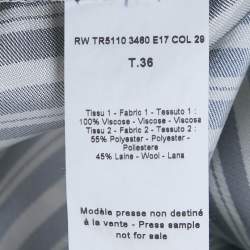 RW TR5110 3460 E17 COL 29
T.36
Tissu 1 - Fabric 1 - Tessuto 1 :
100% Viscose - Viscose - Viscosa
Tissu 2 - Fabric 2 - Tessuto 2 :
55% Polyester - Polyester -
Poliestere
45% Laine - Wool - Lana
Modèle presse non destiné
à la vente - Press sample
not for sale